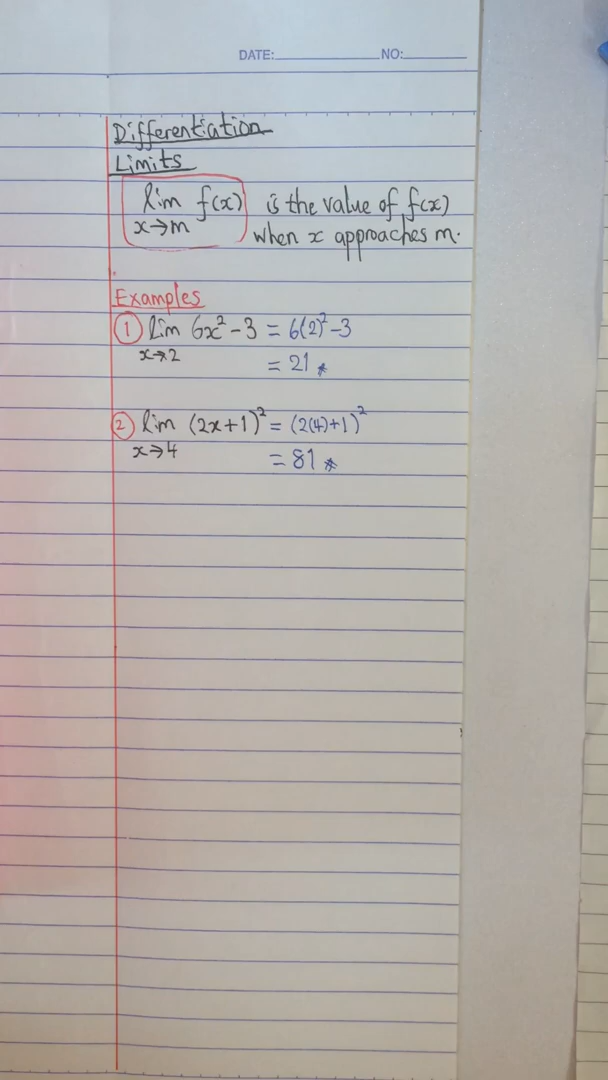 DATE: NO:
Differentiation
Limits
lim f(x) is the value of f(x)
x→m when x approaches m.
Examples
① lim 6x² - 3 = 6(2)² - 3
x→2
= 21 *
② lim (2x+1)² = (2(4)+1)²
x→4
= 81 *